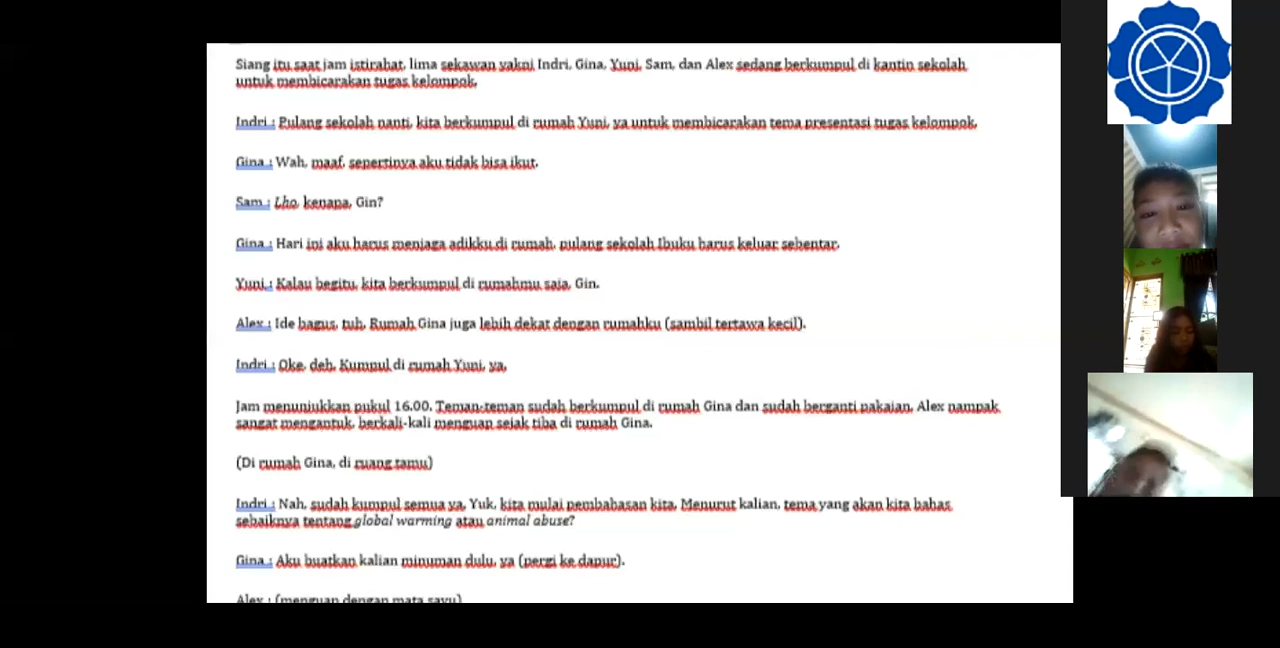 Siang itu saat jam istirahat, lima sekawan yakni Indri, Gina, Yuni, Sam, dan Alex sedang berkumpul di kantin sekolah
untuk membicarakan tugas kelompok.
Indri : Pulang sekolah nanti, kita berkumpul di rumah Yuni, ya untuk membicarakan tema presentasi tugas kelompok.
Gina : Wah, maaf, sepertinya aku tidak bisa ikut.
Sam : Lho, kenapa, Gin?
Gina : Hari ini aku harus menjaga adikku di rumah, pulang sekolah Ibuku harus keluar sebentar.
Yuni : Kalau begitu, kita berkumpul di rumahmu saja, Gin.
Alex : Ide bagus, tuh. Rumah Gina juga lebih dekat dengan rumahku (sambil tertawa kecil).
Indri : Oke, deh. Kumpul di rumah Yuni, ya.
Jam menunjukkan pukul 16.00. Teman-teman sudah berkumpul di rumah Gina dan sudah berganti pakaian. Alex nampak
sangat mengantuk, berkali-kali menguap sejak tiba di rumah Gina.
(Di rumah Gina, di ruang tamu)
Indri : Nah, sudah kumpul semua ya. Yuk, kita mulai pembahasan kita. Menurut kalian, tema yang akan kita bahas
sebaiknya tentang global warming atau animal abuse?
Gina : Aku buatkan kalian minuman dulu, ya (pergi ke dapur).
Alex : (menguap dengan mata sayu)